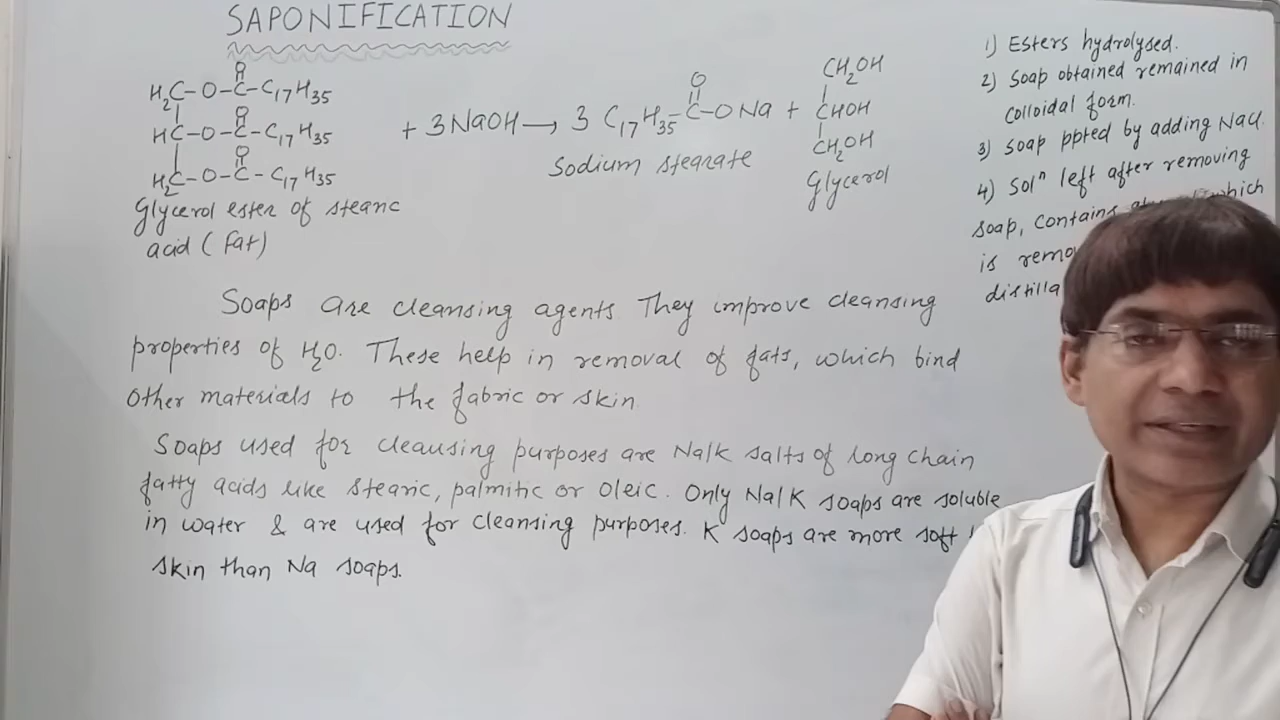 SAPONIFICATION
O
H2C-O-C-C17H35
O
HC-O-C-C17H35
O
H2C-O-C-C17H35
+ 3NaOH → 3 C17H35-C-ONa +
O
CH2OH
CHOH
CH2OH
Sodium stearate
Glycerol
Glycerol ester of stearic
acid (Fat)
1) Esters hydrolysed.
2) Soap obtained remained in
colloidal form.
3) Soap ppted by adding NaCl.
4) Solⁿ left after removing
soap, contains which
is
Soaps are cleansing agents They improve cleansing
properties of H2O. These help in removal of fats, which bind
other materials to the fabric or skin.
Soaps used for cleansing purposes are Na/K salts of long chain
fatty acids like stearic, palmitic or oleic. Only Na/K soaps are soluble
in water & are used for cleansing purposes. K soaps are more soft
skin than Na soaps.